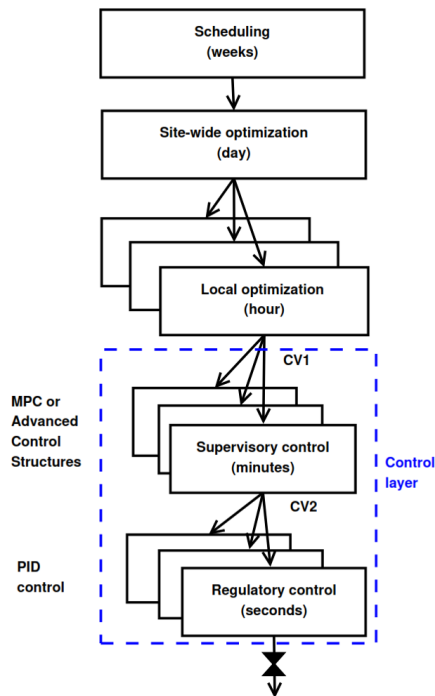 Scheduling
(weeks)
Site-wide optimization
(day)
Local optimization
(hour)
CV1
MPC or
Advanced
Control
Structures
Supervisory control
(minutes)
Control
layer
CV2
PID
control
Regulatory control
(seconds)